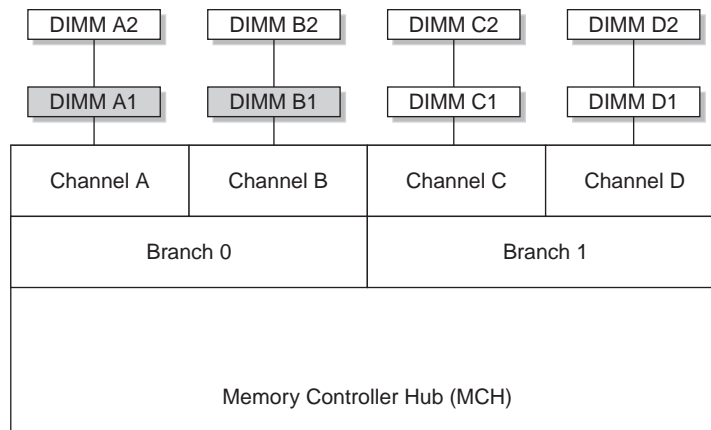 DIMM A2 DIMM B2 DIMM C2 DIMM D2
DIMM A1 DIMM B1 DIMM C1 DIMM D1
Channel A Channel B Channel C Channel D
Branch 0 Branch 1
Memory Controller Hub (MCH)